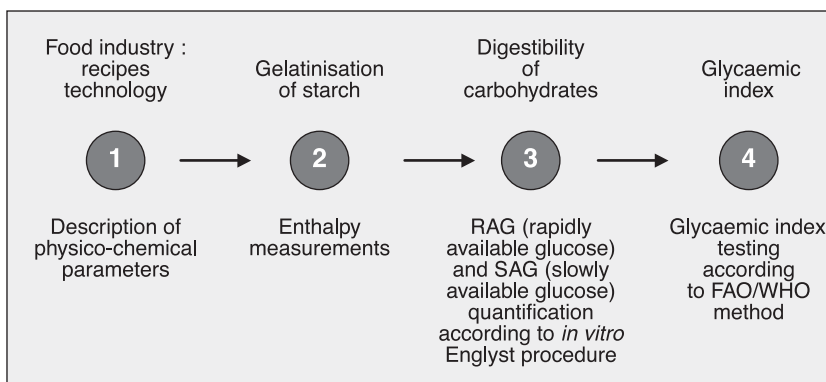 Food industry :
recipes
technology
Gelatinisation
of starch
Digestibility
of
carbohydrates
Glycaemic
index
1
2
3
4
Description of
physico-chemical
parameters
Enthalpy
measurements
RAG (rapidly
available glucose)
and SAG (slowly
available glucose)
quantification
according to in vitro
Englyst procedure
Glycaemic index
testing
according
to FAO/WHO
method